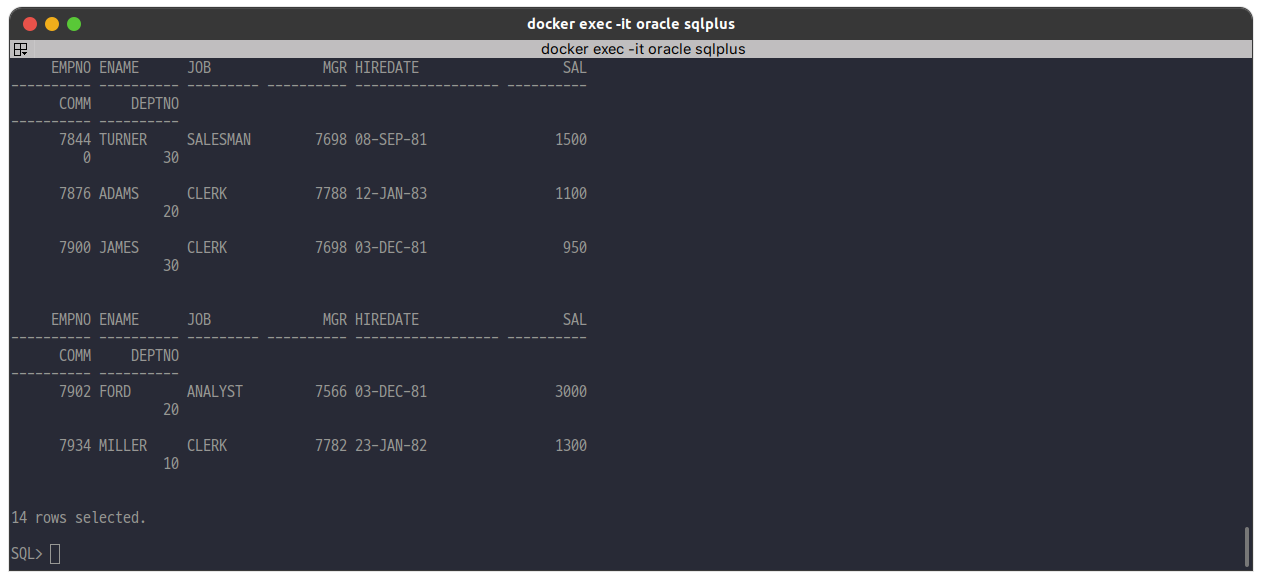 docker exec -it oracle sqlplus
docker exec -it oracle sqlplus
     EMPNO ENAME      JOB              MGR HIREDATE                  SAL
---------- ---------- --------- ---------- ------------------ ----------
      COMM     DEPTNO
---------- ----------
      7844 TURNER     SALESMAN        7698 08-SEP-81                1500
         0         30
      7876 ADAMS      CLERK           7788 12-JAN-83                1100
                   20
      7900 JAMES      CLERK           7698 03-DEC-81                 950
                   30
     EMPNO ENAME      JOB              MGR HIREDATE                  SAL
---------- ---------- --------- ---------- ------------------ ----------
      COMM     DEPTNO
---------- ----------
      7902 FORD       ANALYST         7566 03-DEC-81                3000
                   20
      7934 MILLER     CLERK           7782 23-JAN-82                1300
                   10
14 rows selected.
SQL>